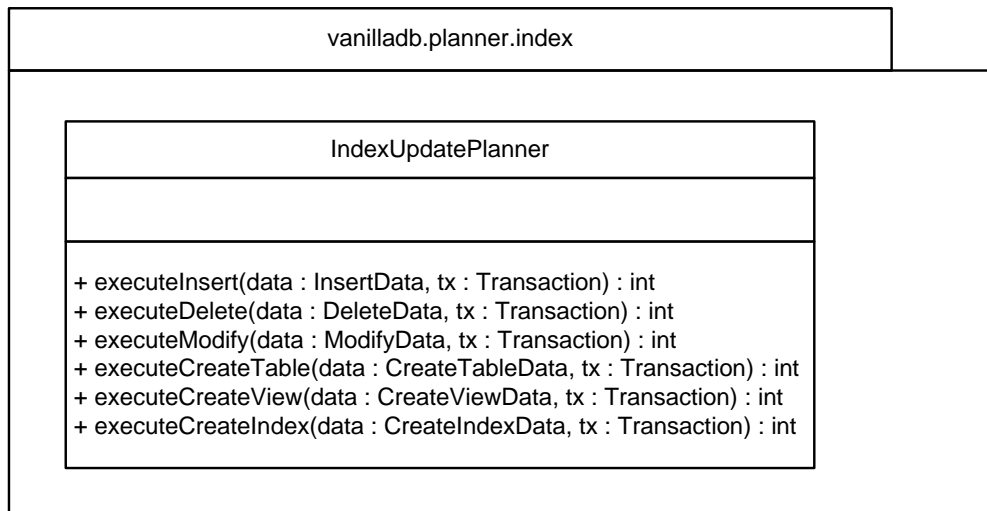 vanilladb.planner.index
IndexUpdatePlanner
+ executeInsert(data : InsertData, tx : Transaction) : int
+ executeDelete(data : DeleteData, tx : Transaction) : int
+ executeModify(data : ModifyData, tx : Transaction) : int
+ executeCreateTable(data : CreateTableData, tx : Transaction) : int
+ executeCreateView(data : CreateViewData, tx : Transaction) : int
+ executeCreateIndex(data : CreateIndexData, tx : Transaction) : int